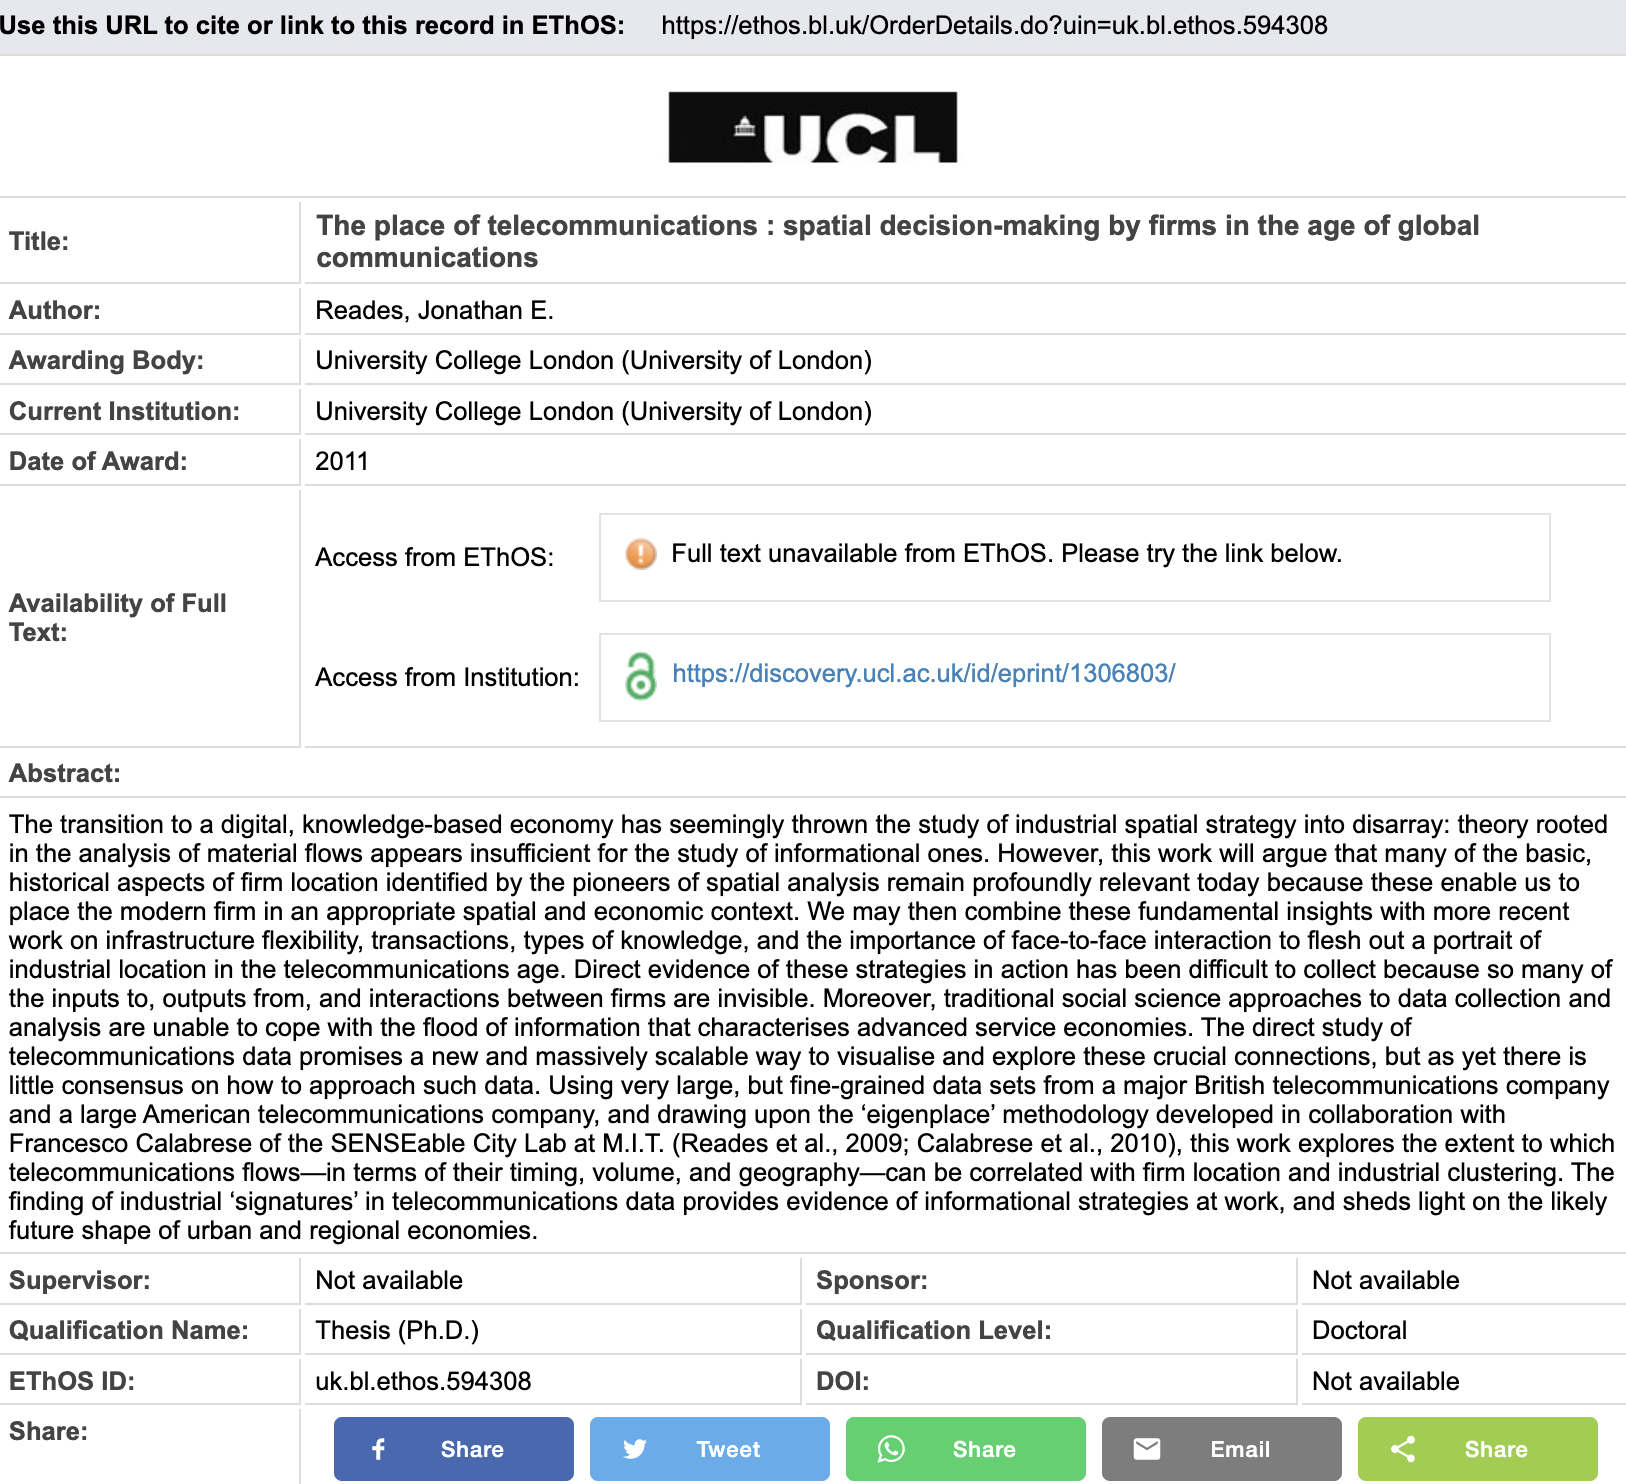 Use this URL to cite or link to this record in EThOS: https://ethos.bl.uk/OrderDetails.do?uin=uk.bl.ethos.594308
UCL
Title: The place of telecommunications : spatial decision-making by firms in the age of global
communications
Author: Reades, Jonathan E.
Awarding Body: University College London (University of London)
Current Institution: University College London (University of London)
Date of Award: 2011
Availability of Full
Text:
Access from EThOS: Full text unavailable from EThOS. Please try the link below.
Access from Institution: https://discovery.ucl.ac.uk/id/eprint/1306803/
Abstract:
The transition to a digital, knowledge-based economy has seemingly thrown the study of industrial spatial strategy into disarray: theory rooted
in the analysis of material flows appears insufficient for the study of informational ones. However, this work will argue that many of the basic,
historical aspects of firm location identified by the pioneers of spatial analysis remain profoundly relevant today because these enable us to
place the modern firm in an appropriate spatial and economic context. We may then combine these fundamental insights with more recent
work on infrastructure flexibility, transactions, types of knowledge, and the importance of face-to-face interaction to flesh out a portrait of
industrial location in the telecommunications age. Direct evidence of these strategies in action has been difficult to collect because so many of
the inputs to, outputs from, and interactions between firms are invisible. Moreover, traditional social science approaches to data collection and
analysis are unable to cope with the flood of information that characterises advanced service economies. The direct study of
telecommunications data promises a new and massively scalable way to visualise and explore these crucial connections, but as yet there is
little consensus on how to approach such data. Using very large, but fine-grained data sets from a major British telecommunications company
and a large American telecommunications company, and drawing upon the ‘eigenplace’ methodology developed in collaboration with
Francesco Calabrese of the SENSEable City Lab at M.I.T. (Reades et al., 2009; Calabrese et al., 2010), this work explores the extent to which
telecommunications flows—in terms of their timing, volume, and geography—can be correlated with firm location and industrial clustering. The
finding of industrial ‘signatures’ in telecommunications data provides evidence of informational strategies at work, and sheds light on the likely
future shape of urban and regional economies.
Supervisor: Not available Sponsor: Not available
Qualification Name: Thesis (Ph.D.) Qualification Level: Doctoral
EThOS ID: uk.bl.ethos.594308 DOI: Not available
Share: Share Tweet Share Email Share